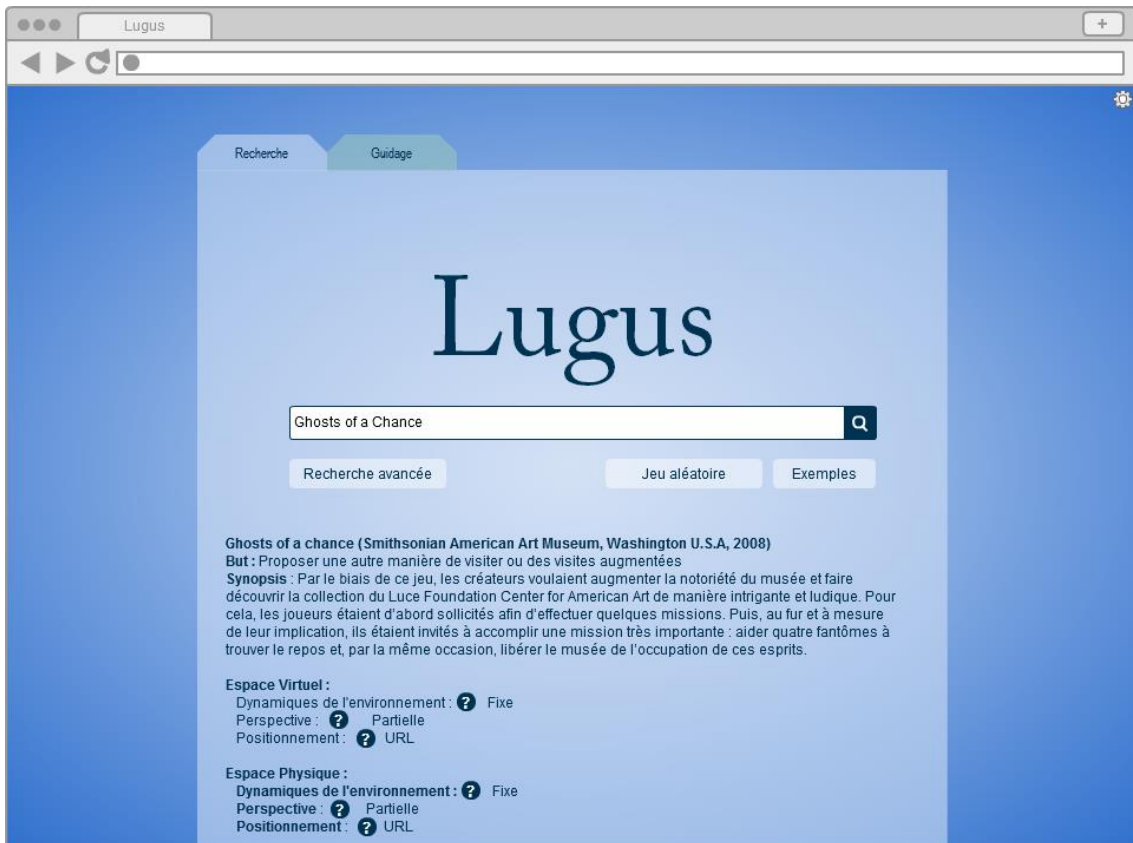 Lugus
+
Recherche
Guidage
Lugus
Ghosts of a Chance
Recherche avancée
Jeu aléatoire
Exemples
Ghosts of a chance (Smithsonian American Art Museum, Washington U.S.A, 2008)
But : Proposer une autre manière de visiter ou des visites augmentées
Synopsis : Par le biais de ce jeu, les créateurs voulaient augmenter la notoriété du musée et faire
découvrir la collection du Luce Foundation Center for American Art de manière intrigante et ludique. Pour
cela, les joueurs étaient d'abord sollicités afin d'effectuer quelques missions. Puis, au fur et à mesure
de leur implication, ils étaient invités à accomplir une mission très importante : aider quatre fantômes à
trouver le repos et, par la même occasion, libérer le musée de l'occupation de ces esprits.
Espace Virtuel :
Dynamiques de l'environnement : ? Fixe
Perspective : ? Partielle
Positionnement : ? URL
Espace Physique :
Dynamiques de l'environnement : ? Fixe
Perspective : ? Partielle
Positionnement : ? URL